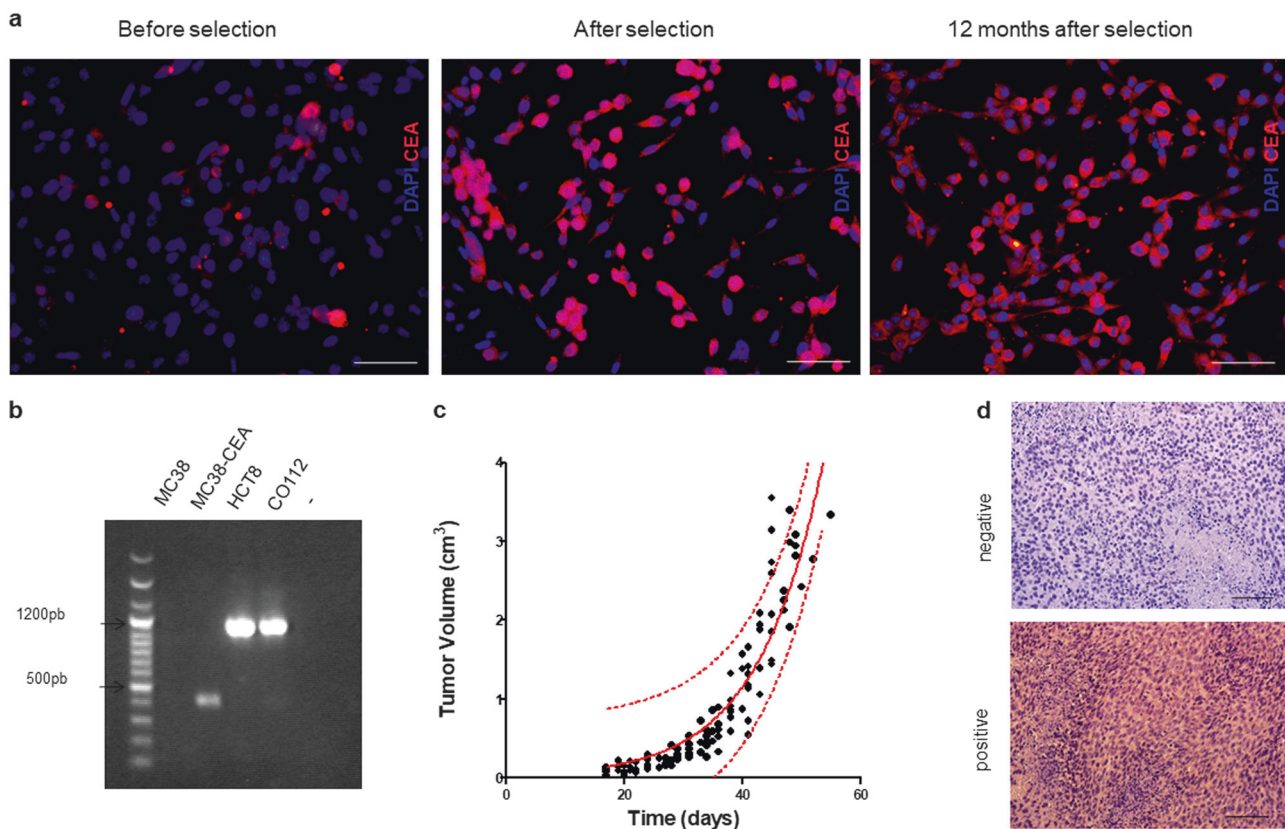 a
Before selection
After selection
12 months after selection
DAPI CEA
DAPI CEA
DAPI CEA
b
MC38
MC38-CEA
HCT8
CO112
-
1200pb
500pb
c
Tumor Volume (cm³)
4
3
2
1
0
0
20
40
60
Time (days)
d
negative
positive